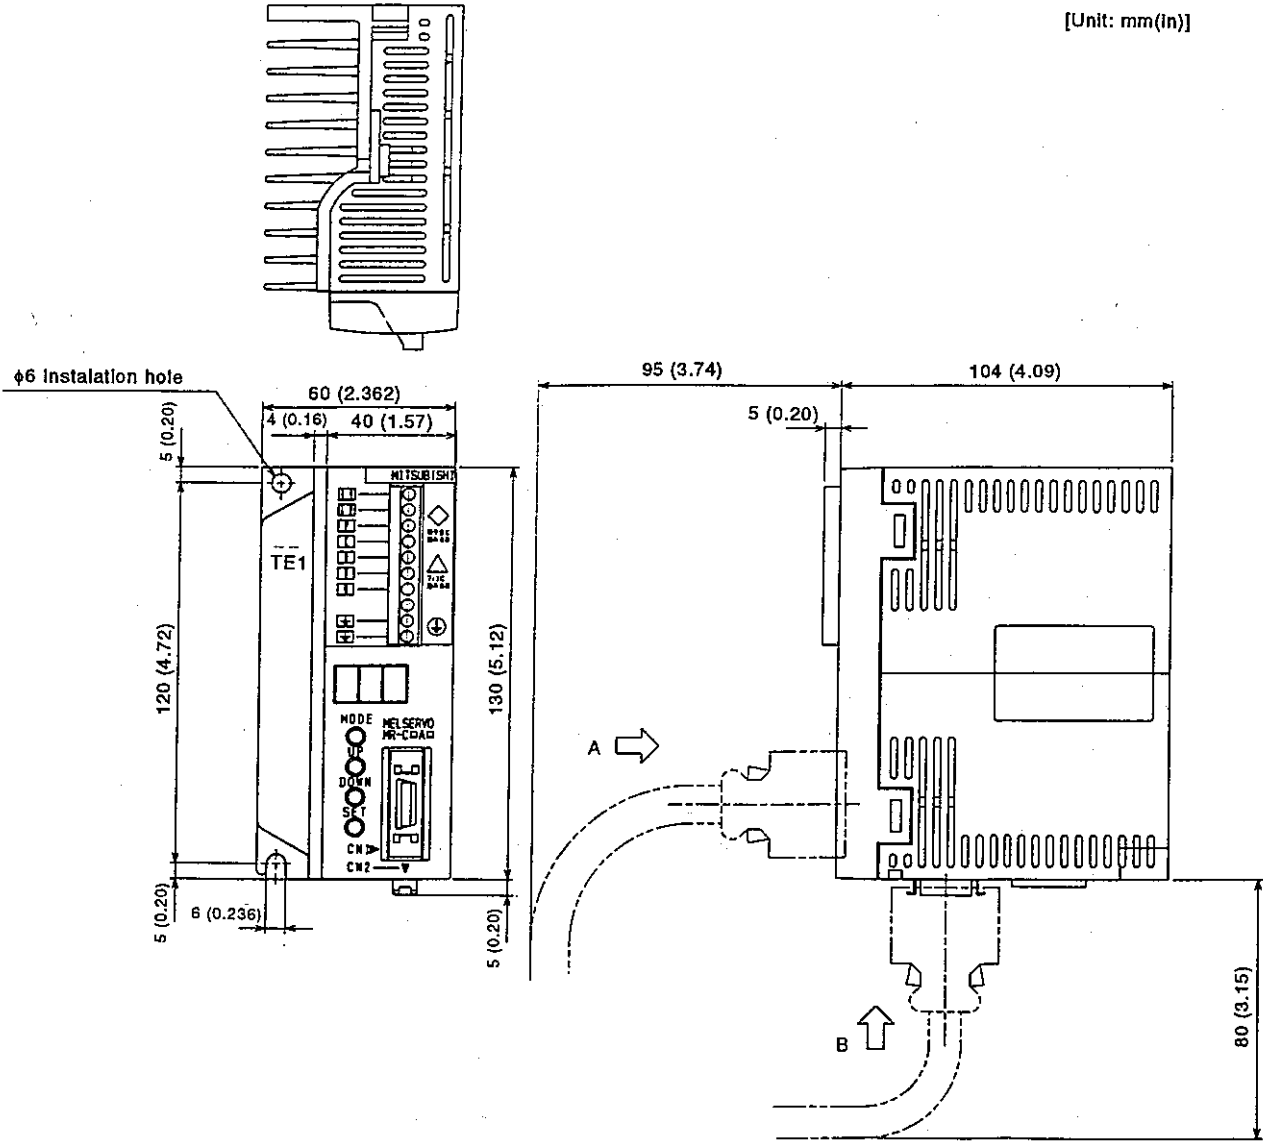 [Unit: mm(in)]
φ6 Instalation hole
95 (3.74)
104 (4.09)
60 (2.362)
4 (0.16)
40 (1.57)
5 (0.20)
5 (0.20)
MITSUBISHI
TE1
120 (4.72)
130 (5.12)
MODE
UP
DOWN
SET
MELSERVO
MR-C□A□
CN1
CN2
A
5 (0.20)
6 (0.236)
5 (0.20)
B
80 (3.15)